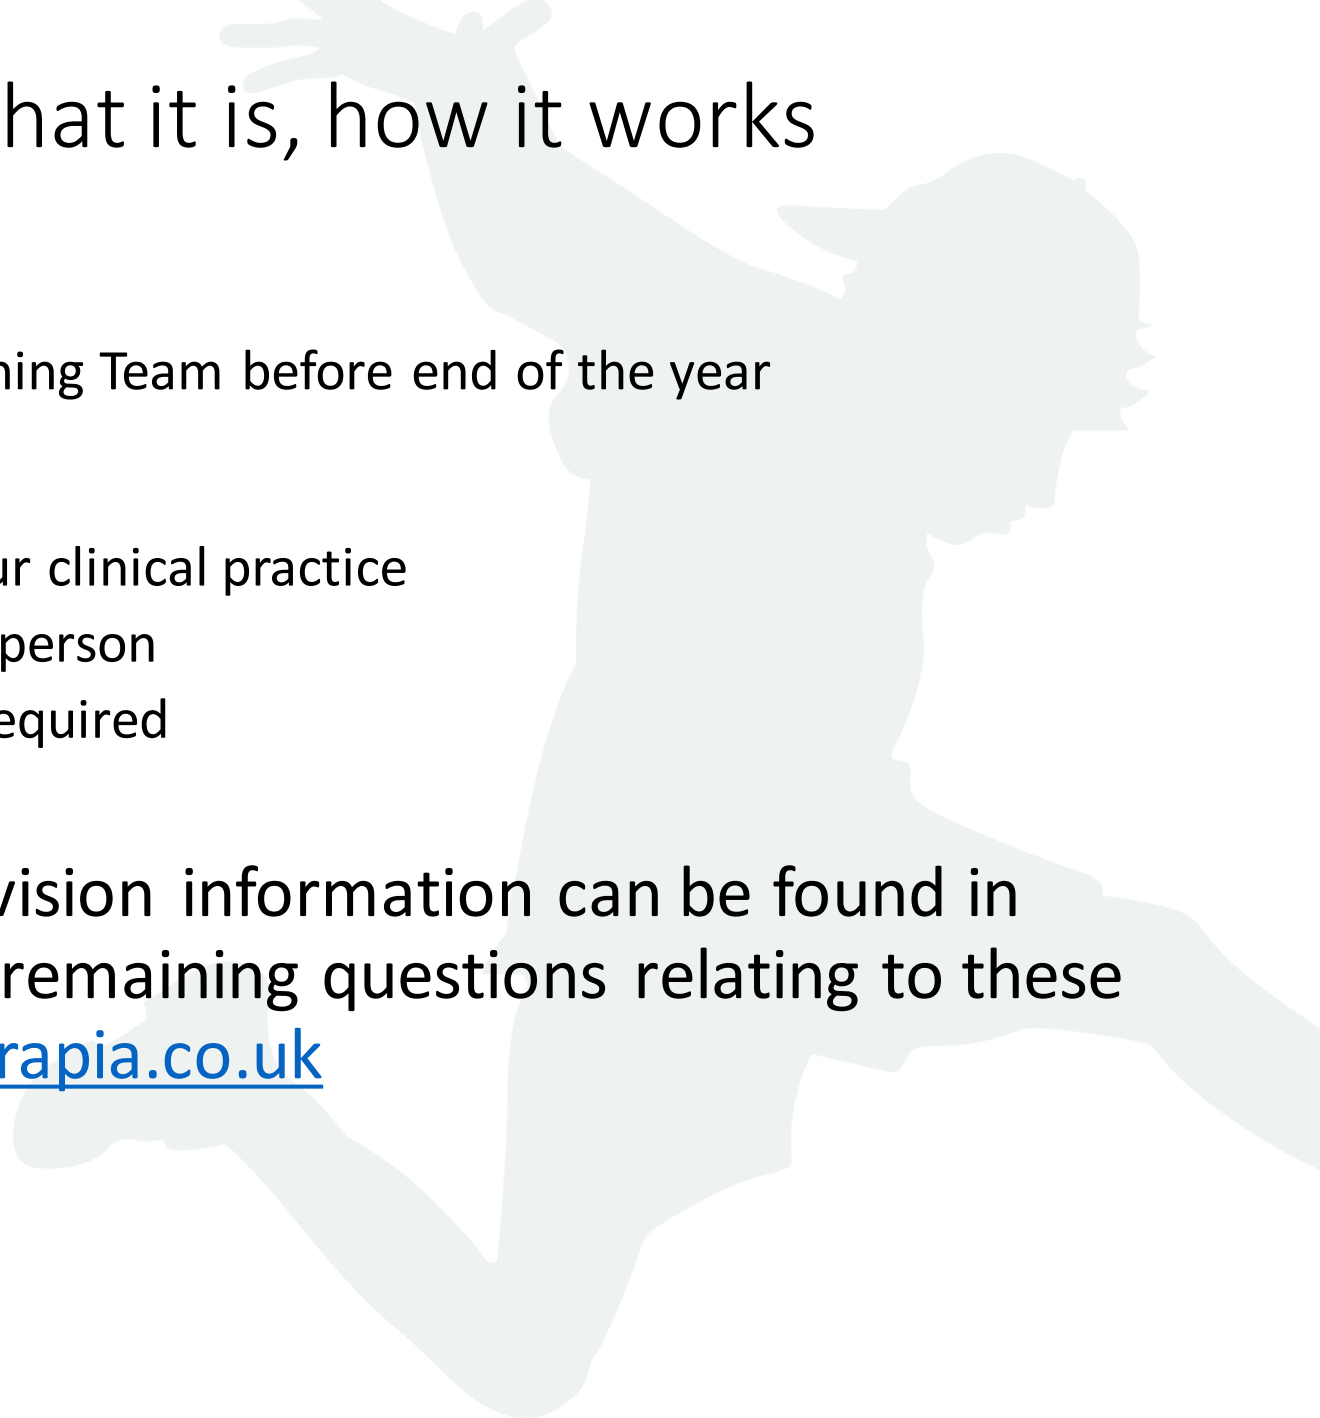 hat it is, how it works
ning Team before end of the year
ur clinical practice
person
equired
vision information can be found in
remaining questions relating to these
rapia.co.uk